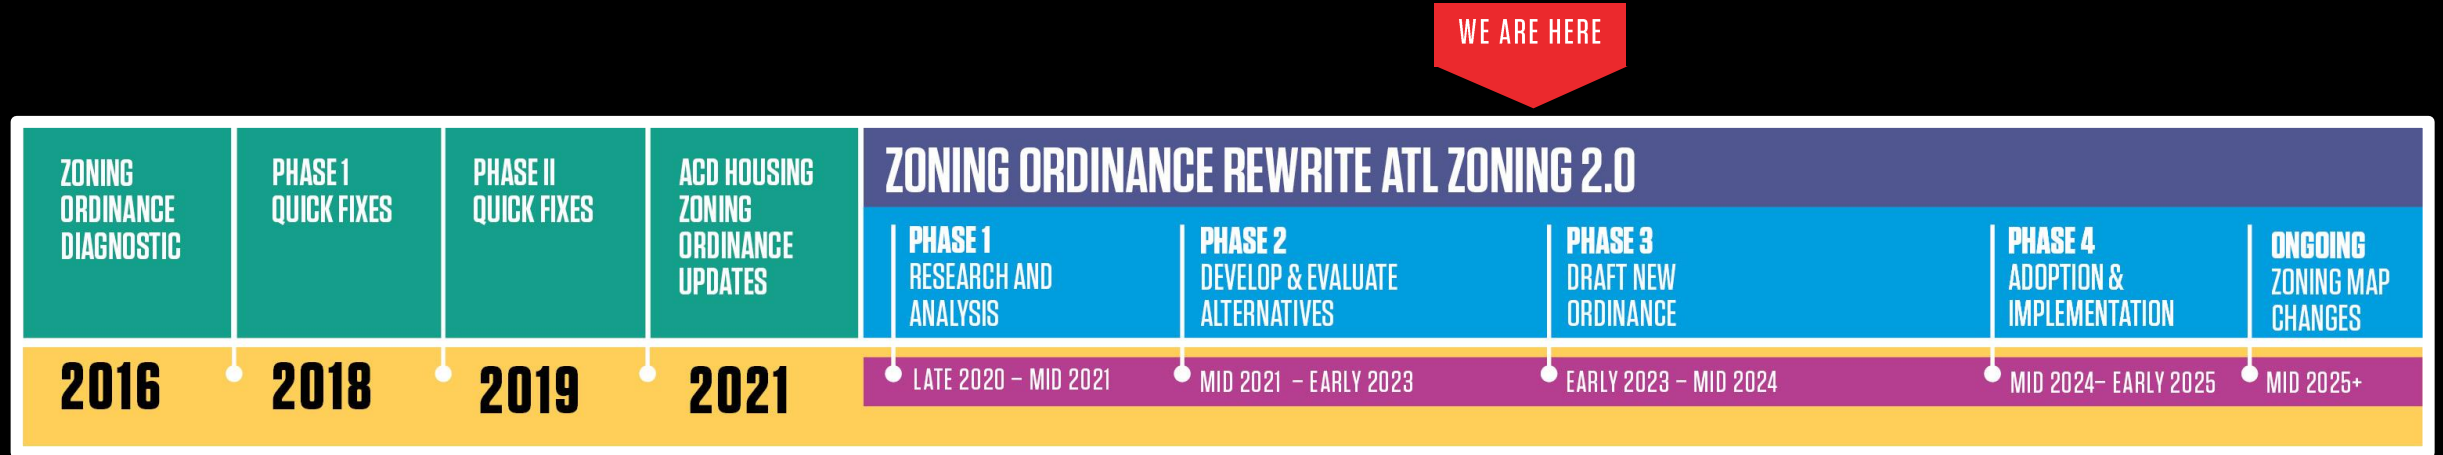 WE ARE HERE
ZONING
ORDINANCE
DIAGNOSTIC
PHASE 1
QUICK FIXES
PHASE II
QUICK FIXES
ACD HOUSING
ZONING
ORDINANCE
UPDATES
ZONING ORDINANCE REWRITE ATL ZONING 2.0
PHASE 1
RESEARCH AND
ANALYSIS
PHASE 2
DEVELOP & EVALUATE
ALTERNATIVES
PHASE 3
DRAFT NEW
ORDINANCE
PHASE 4
ADOPTION &
IMPLEMENTATION
ONGOING
ZONING MAP
CHANGES
2016
2018
2019
2021
LATE 2020 – MID 2021
MID 2021 – EARLY 2023
EARLY 2023 – MID 2024
MID 2024– EARLY 2025
MID 2025+